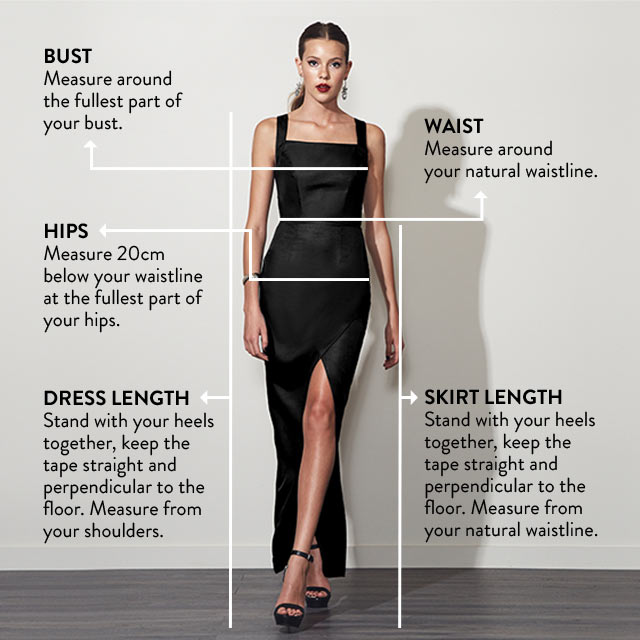 BUST
Measure around
the fullest part of
your bust.
WAIST
Measure around
your natural waistline.
HIPS
Measure 20cm
below your waistline
at the fullest part of
your hips.
DRESS LENGTH
Stand with your heels
together, keep the
tape straight and
perpendicular to the
floor. Measure from
your shoulders.
SKIRT LENGTH
Stand with your heels
together, keep the
tape straight and
perpendicular to the
floor. Measure from
your natural waistline.